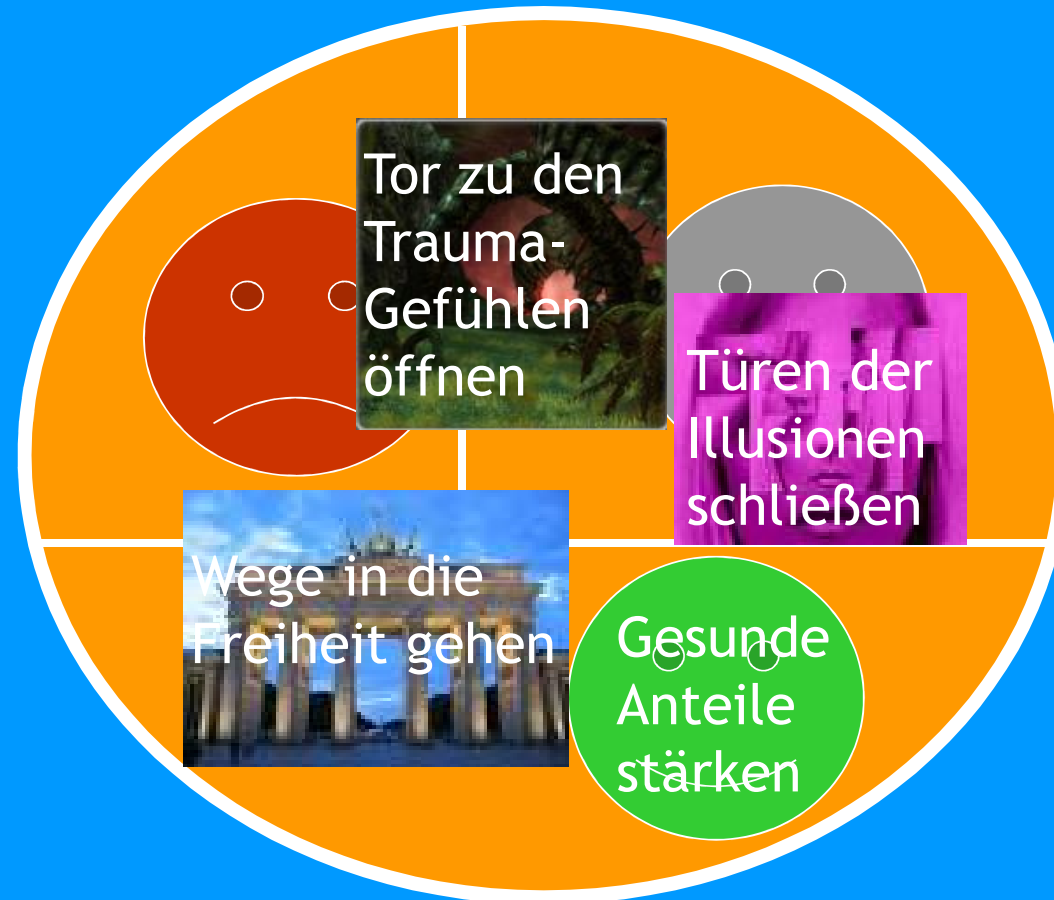 Tor zu den
Trauma-
Gefühlen
öffnen
Türen der
Illusionen
schließen
Wege in die
Freiheit gehen
Gesunde
Anteile
stärken